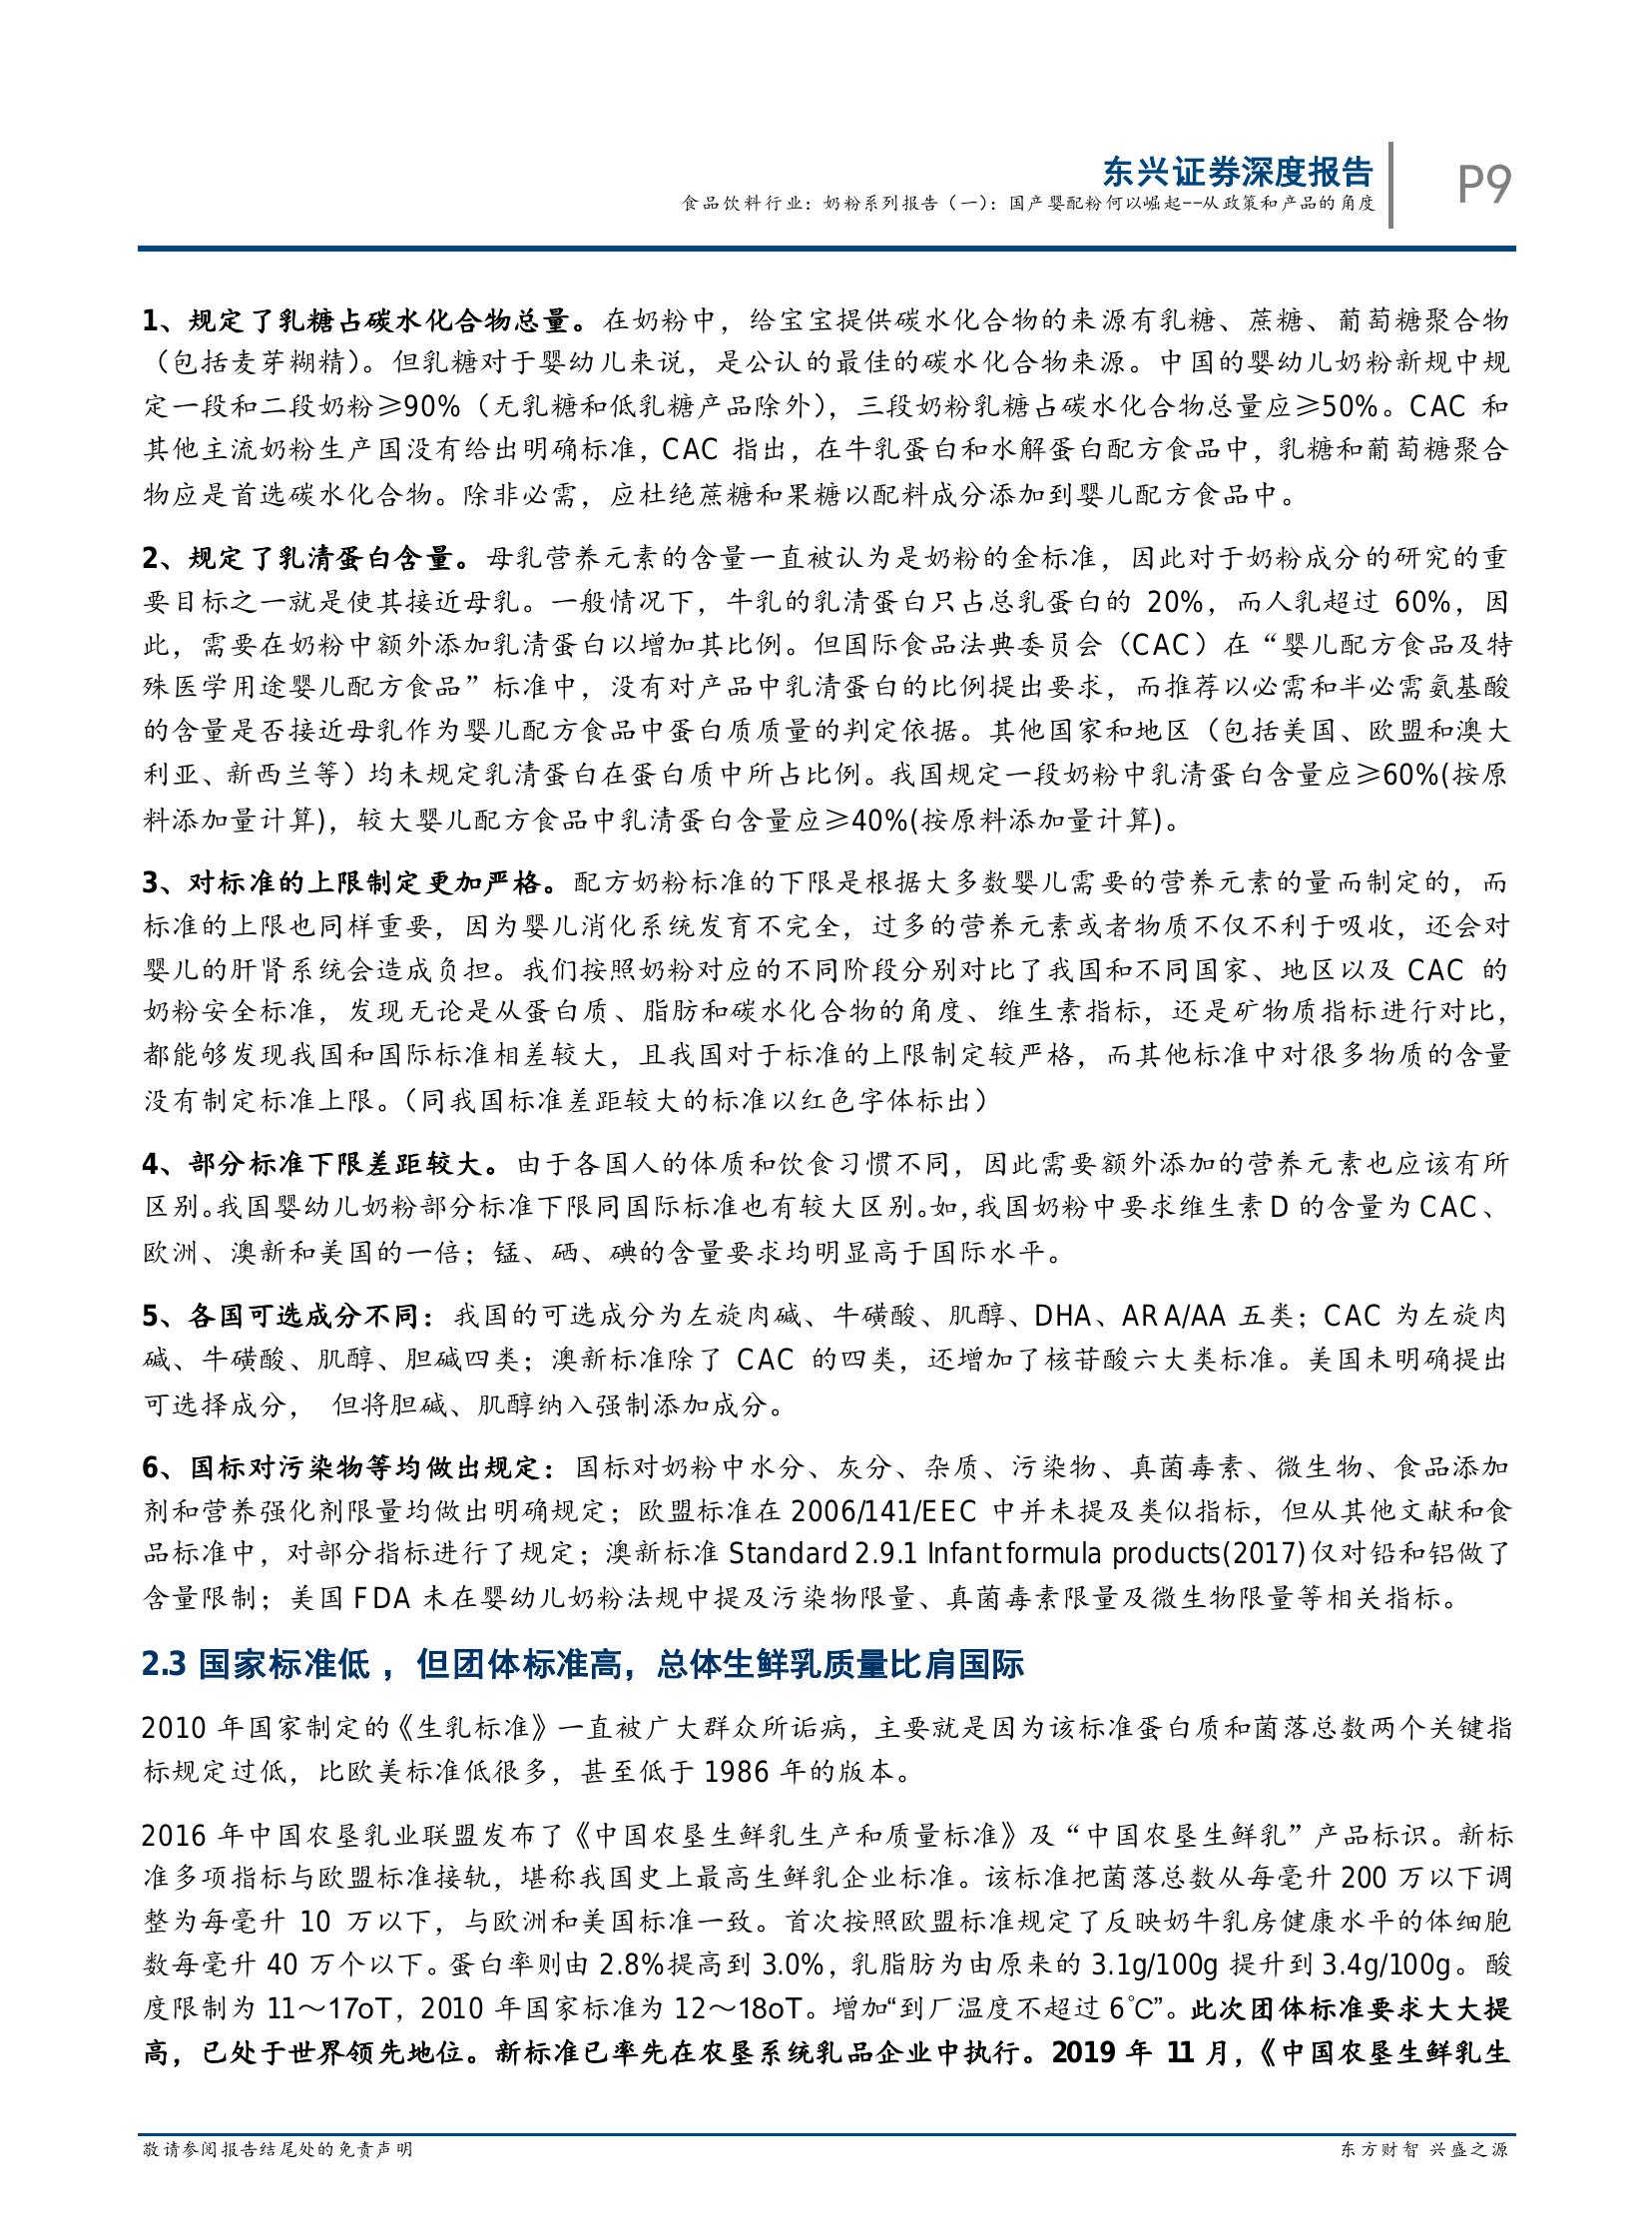 东兴证券深度报告
食品饮料行业：奶粉系列报告（一）：国产婴配粉何以崛起--从政策和产品的角度
P9
1、规定了乳糖占碳水化合物总量。在奶粉中，给宝宝提供碳水化合物的来源有乳糖、蔗糖、葡萄糖聚合物
（包括麦芽糊精）。但乳糖对于婴幼儿来说，是公认的最佳的碳水化合物来源。中国的婴幼儿奶粉新规中规
定一段和二段奶粉≥90%（无乳糖和低乳糖产品除外），三段奶粉乳糖占碳水化合物总量应≥50%。CAC 和
其他主流奶粉生产国没有给出明确标准，CAC 指出，在牛乳蛋白和水解蛋白配方食品中，乳糖和葡萄糖聚合
物应是首选碳水化合物。除非必需，应杜绝蔗糖和果糖以配料成分添加到婴儿配方食品中。
2、规定了乳清蛋白含量。母乳营养元素的含量一直被认为是奶粉的金标准，因此对于奶粉成分的研究的重
要目标之一就是使其接近母乳。一般情况下，牛乳的乳清蛋白只占总乳蛋白的 20%，而人乳超过 60%，因
此，需要在奶粉中额外添加乳清蛋白以增加其比例。但国际食品法典委员会（CAC）在“婴儿配方食品及特
殊医学用途婴儿配方食品”标准中，没有对产品中乳清蛋白的比例提出要求，而推荐以必需和半必需氨基酸
的含量是否接近母乳作为婴儿配方食品中蛋白质质量的判定依据。其他国家和地区（包括美国、欧盟和澳大
利亚、新西兰等）均未规定乳清蛋白在蛋白质中所占比例。我国规定一段奶粉中乳清蛋白含量应≥60%(按原
料添加量计算)，较大婴儿配方食品中乳清蛋白含量应≥40%(按原料添加量计算)。
3、对标准的上限制定更加严格。配方奶粉标准的下限是根据大多数婴儿需要的营养元素的量而制定的，而
标准的上限也同样重要，因为婴儿消化系统发育不完全，过多的营养元素或者物质不仅不利于吸收，还会对
婴儿的肝肾系统会造成负担。我们按照奶粉对应的不同阶段分别对比了我国和不同国家、地区以及 CAC 的
奶粉安全标准，发现无论是从蛋白质、脂肪和碳水化合物的角度、维生素指标，还是矿物质指标进行对比，
都能够发现我国和国际标准相差较大，且我国对于标准的上限制定较严格，而其他标准中对很多物质的含量
没有制定标准上限。（同我国标准差距较大的标准以红色字体标出）
4、部分标准下限差距较大。由于各国人的体质和饮食习惯不同，因此需要额外添加的营养元素也应该有所
区别。我国婴幼儿奶粉部分标准下限同国际标准也有较大区别。如，我国奶粉中要求维生素 D 的含量为 CAC、
欧洲、澳新和美国的一倍；锰、硒、碘的含量要求均明显高于国际水平。
5、各国可选成分不同：我国的可选成分为左旋肉碱、牛磺酸、肌醇、DHA、ARA/AA 五类；CAC 为左旋肉
碱、牛磺酸、肌醇、胆碱四类；澳新标准除了 CAC 的四类，还增加了核苷酸六大类标准。美国未明确提出
可选择成分， 但将胆碱、肌醇纳入强制添加成分。
6、国标对污染物等均做出规定：国标对奶粉中水分、灰分、杂质、污染物、真菌毒素、微生物、食品添加
剂和营养强化剂限量均做出明确规定；欧盟标准在 2006/141/EEC 中并未提及类似指标，但从其他文献和食
品标准中，对部分指标进行了规定；澳新标准 Standard 2.9.1 Infant formula products(2017)仅对铅和铝做了
含量限制；美国 FDA 未在婴幼儿奶粉法规中提及污染物限量、真菌毒素限量及微生物限量等相关指标。
2.3 国家标准低 ，但团体标准高，总体生鲜乳质量比肩国际
2010 年国家制定的《生乳标准》一直被广大群众所诟病，主要就是因为该标准蛋白质和菌落总数两个关键指
标规定过低，比欧美标准低很多，甚至低于 1986 年的版本。
2016 年中国农垦乳业联盟发布了《中国农垦生鲜乳生产和质量标准》及“中国农垦生鲜乳”产品标识。新标
准多项指标与欧盟标准接轨，堪称我国史上最高生鲜乳企业标准。该标准把菌落总数从每毫升 200 万以下调
整为每毫升 10 万以下，与欧洲和美国标准一致。首次按照欧盟标准规定了反映奶牛乳房健康水平的体细胞
数每毫升 40 万个以下。蛋白率则由 2.8%提高到 3.0%，乳脂肪为由原来的 3.1g/100g 提升到 3.4g/100g。酸
度限制为 11～17oT，2010 年国家标准为 12～18oT。增加“到厂温度不超过 6℃”。此次团体标准要求大大提
高，已处于世界领先地位。新标准已率先在农垦系统乳品企业中执行。2019 年 11 月，《中国农垦生鲜乳生
敬请参阅报告结尾处的免责声明
东方财智 兴盛之源